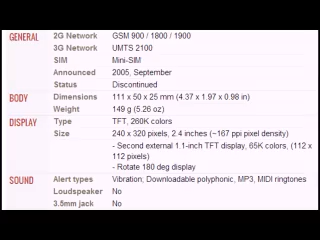 GENERAL 2G Network GSM 900 / 1800 / 1900
3G Network UMTS 2100
SIM Mini-SIM
Announced 2005, September
Status Discontinued
BODY Dimensions 111 x 50 x 25 mm (4.37 x 1.97 x 0.98 in)
Weight 149 g (5.26 oz)
DISPLAY Type TFT, 260K colors
Size 240 x 320 pixels, 2.4 inches (~167 ppi pixel density)
- Second external 1.1-inch TFT display, 65K colors, (112 x
112 pixels)
- Rotate 180 deg display
SOUND Alert types Vibration; Downloadable polyphonic, MP3, MIDI ringtones
Loudspeaker No
3.5mm jack No